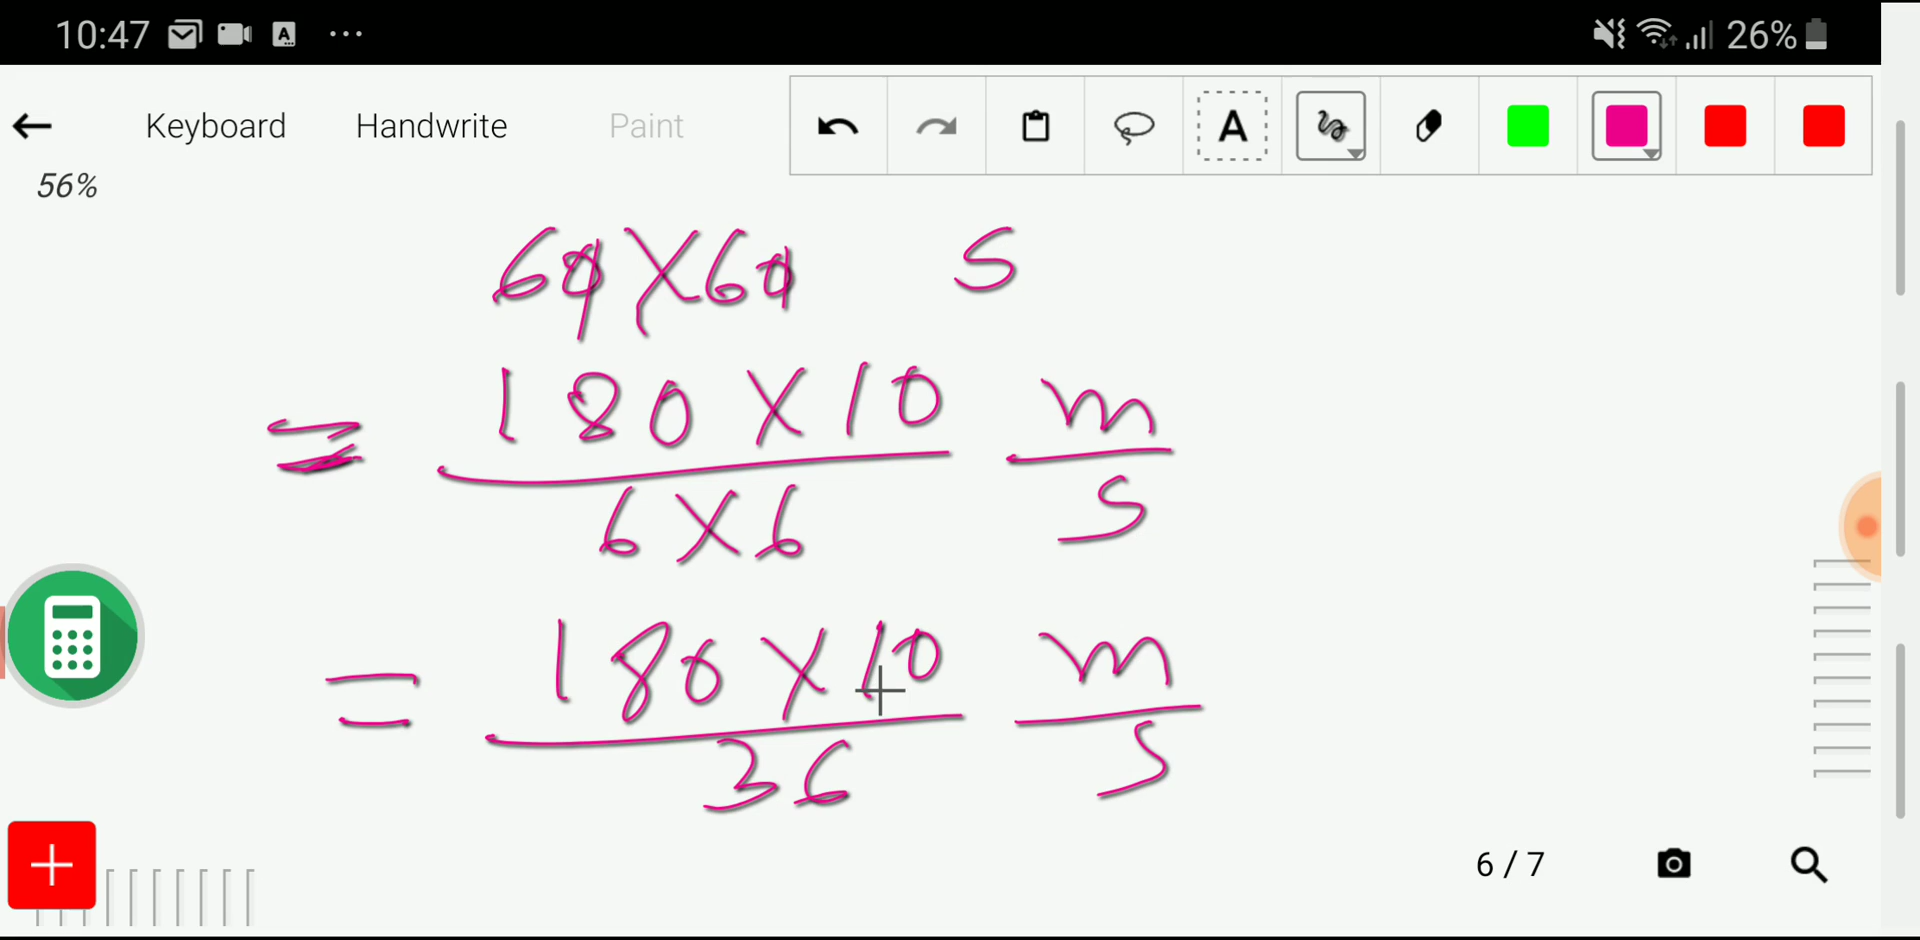 10:47 26%
Keyboard Handwrite Paint A
56%
60 X 60 S
= 180 X 10 m
6 X 6 S
= 180 X 10 m
36 S
6 / 7